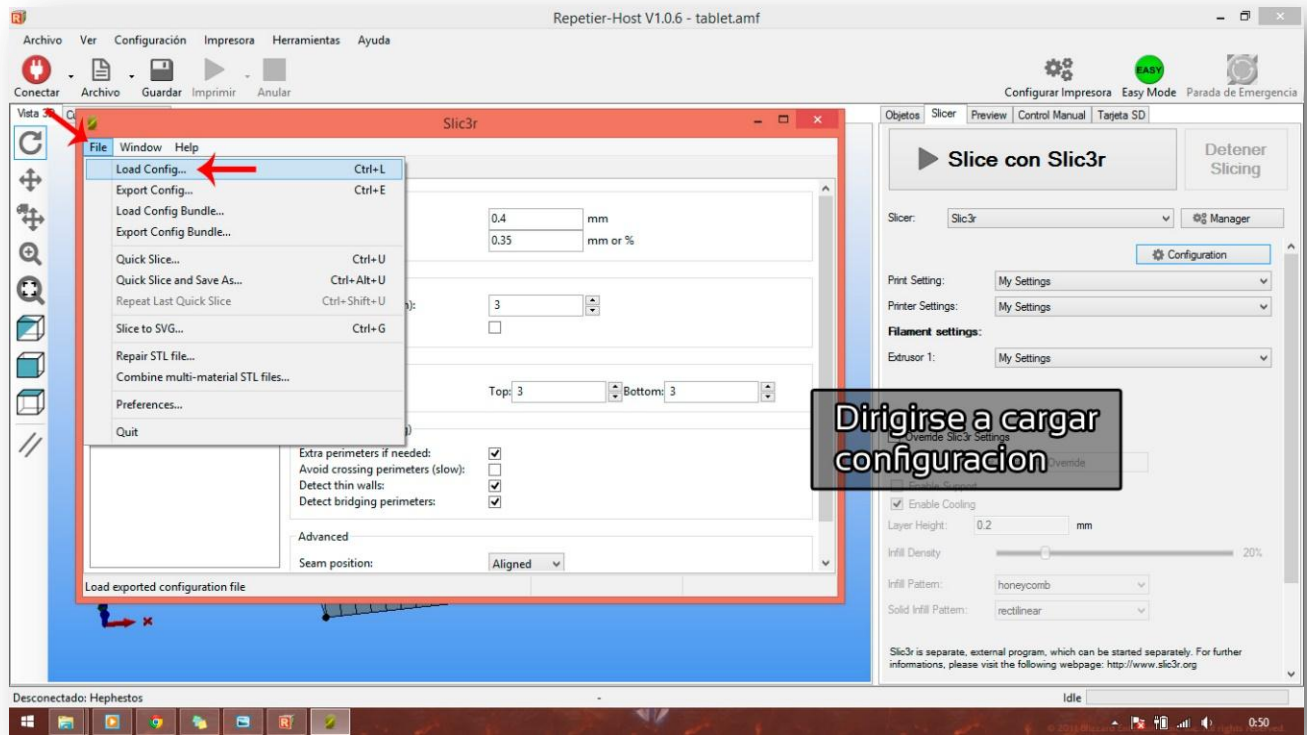 Repetier-Host V1.0.6 - tablet.amf
Archivo Ver Configuración Impresora Herramientas Ayuda
Conectar Archivo Guardar Imprimir Anular
Configurar Impresora EASY Easy Mode Parada de Emergencia
Vista 3D
Objetos Slicer Preview Control Manual Tarjeta SD
Slic3r
File Window Help
Load Config... Ctrl+L
Export Config... Ctrl+E
Load Config Bundle...
Export Config Bundle...
Quick Slice... Ctrl+U
Quick Slice and Save As... Ctrl+Alt+U
Repeat Last Quick Slice Ctrl+Shift+U
Slice to SVG... Ctrl+G
Repair STL file...
Combine multi-material STL files...
Preferences...
Quit
0.4 mm
0.35 mm or %
3
Top: 3 Bottom: 3
Extra perimeters if needed:
Avoid crossing perimeters (slow):
Detect thin walls:
Detect bridging perimeters:
Advanced
Seam position: Aligned
Load exported configuration file
Slice con Slic3r
Detener
Slicing
Slicer: Slic3r Manager
Configuration
Print Setting: My Settings
Printer Settings: My Settings
Filament settings:
Extrusor 1: My Settings
Dirigirse a cargar
configuracion
Override Slic3r Settings
Override
Enable Support
Enable Cooling
Layer Height: 0.2 mm
Infill Density 20%
Infill Pattern: honeycomb
Solid Infill Pattern: rectilinear
Slic3r is separate, external program, which can be started separately. For further
informations, please visit the following webpage: http://www.slic3r.org
Desconectado: Hephestos - Idle
0:50